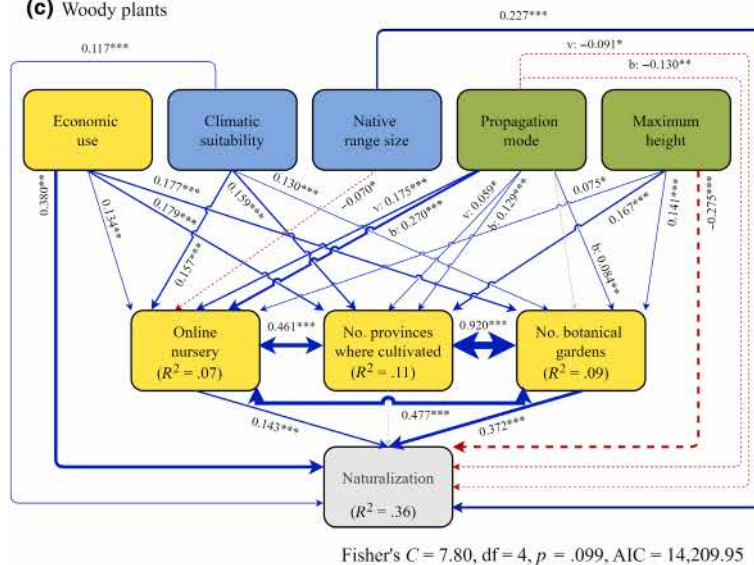 (c) Woody plants
0.227***
v: −0.091*
0.117***
b: −0.130**
Economic
use
Climatic
suitability
Native
range size
Propagation
mode
Maximum
height
0.380**
0.134**
0.177***
0.179***
0.157***
0.159***
0.130***
−0.070*
v: 0.175***
b: 0.270***
v: 0.089*
b: 0.129***
b: 0.084**
0.075*
0.167***
0.141***
−0.275***
Online
nursery
(R² = .07)
0.461***
No. provinces
where cultivated
(R² = .11)
0.920***
No. botanical
gardens
(R² = .09)
0.477***
0.143***
0.372***
Naturalization
(R² = .36)
Fisher's C = 7.80, df = 4, p = .099, AIC = 14,209.95